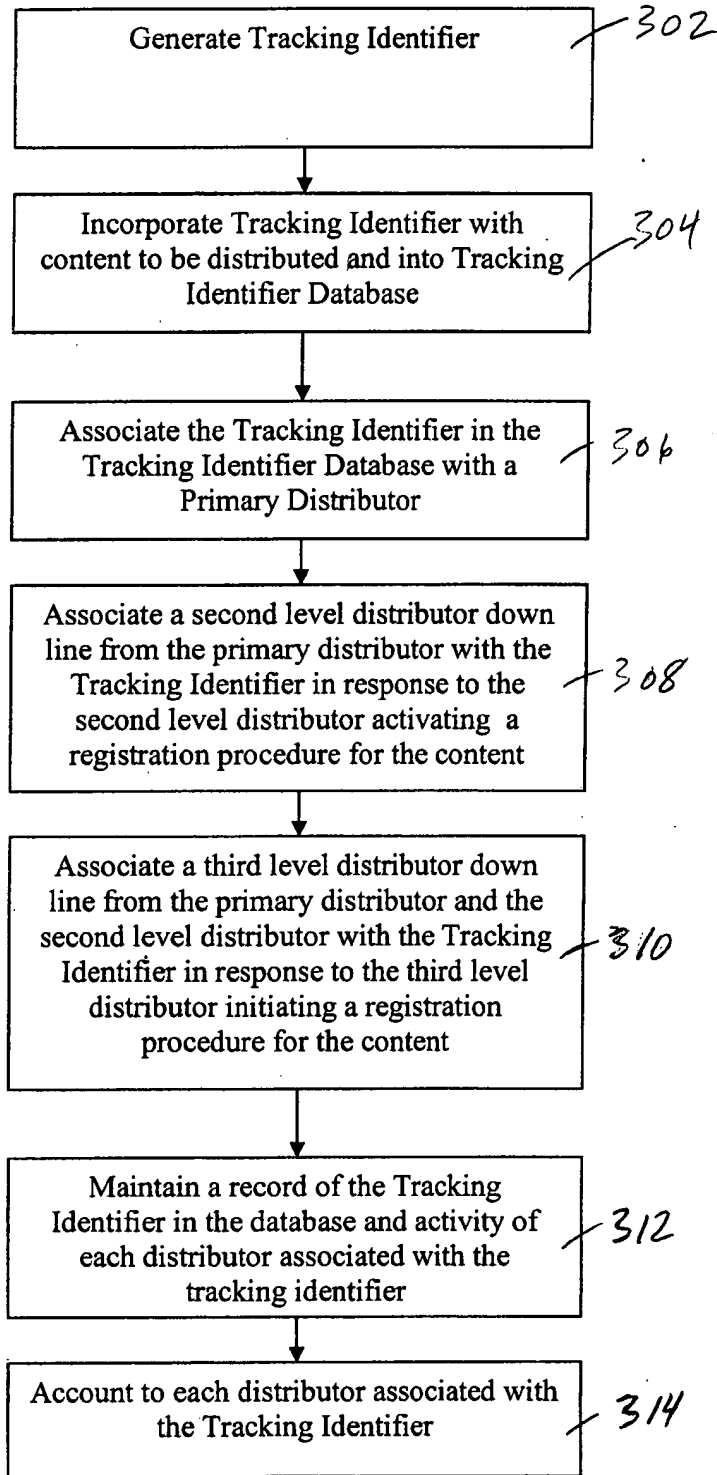 Generate Tracking Identifier
302
Incorporate Tracking Identifier with
content to be distributed and into Tracking
Identifier Database
304
Associate the Tracking Identifier in the
Tracking Identifier Database with a
Primary Distributor
306
Associate a second level distributor down
line from the primary distributor with the
Tracking Identifier in response to the
second level distributor activating a
registration procedure for the content
308
Associate a third level distributor down
line from the primary distributor and the
second level distributor with the Tracking
Identifier in response to the third level
distributor initiating a registration
procedure for the content
310
Maintain a record of the Tracking
Identifier in the database and activity of
each distributor associated with the
tracking identifier
312
Account to each distributor associated with
the Tracking Identifier
314